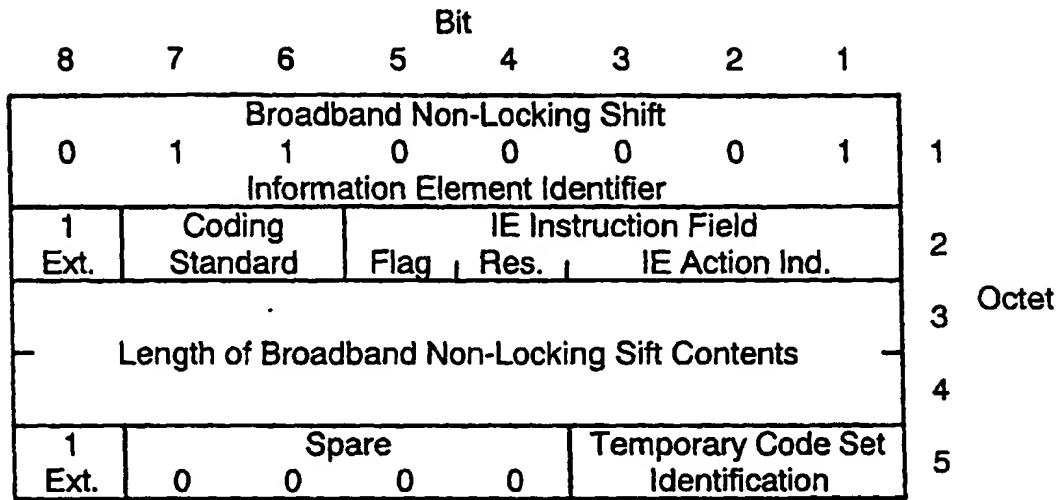 Bit
8 7 6 5 4 3 2 1
Broadband Non-Locking Shift
0 1 1 0 0 0 0 1 1
Information Element Identifier
1 Coding IE Instruction Field
Ext. Standard Flag Res. IE Action Ind. 2
3 Octet
Length of Broadband Non-Locking Sift Contents
4
1 Spare Temporary Code Set
Ext. 0 0 0 0 Identification 5